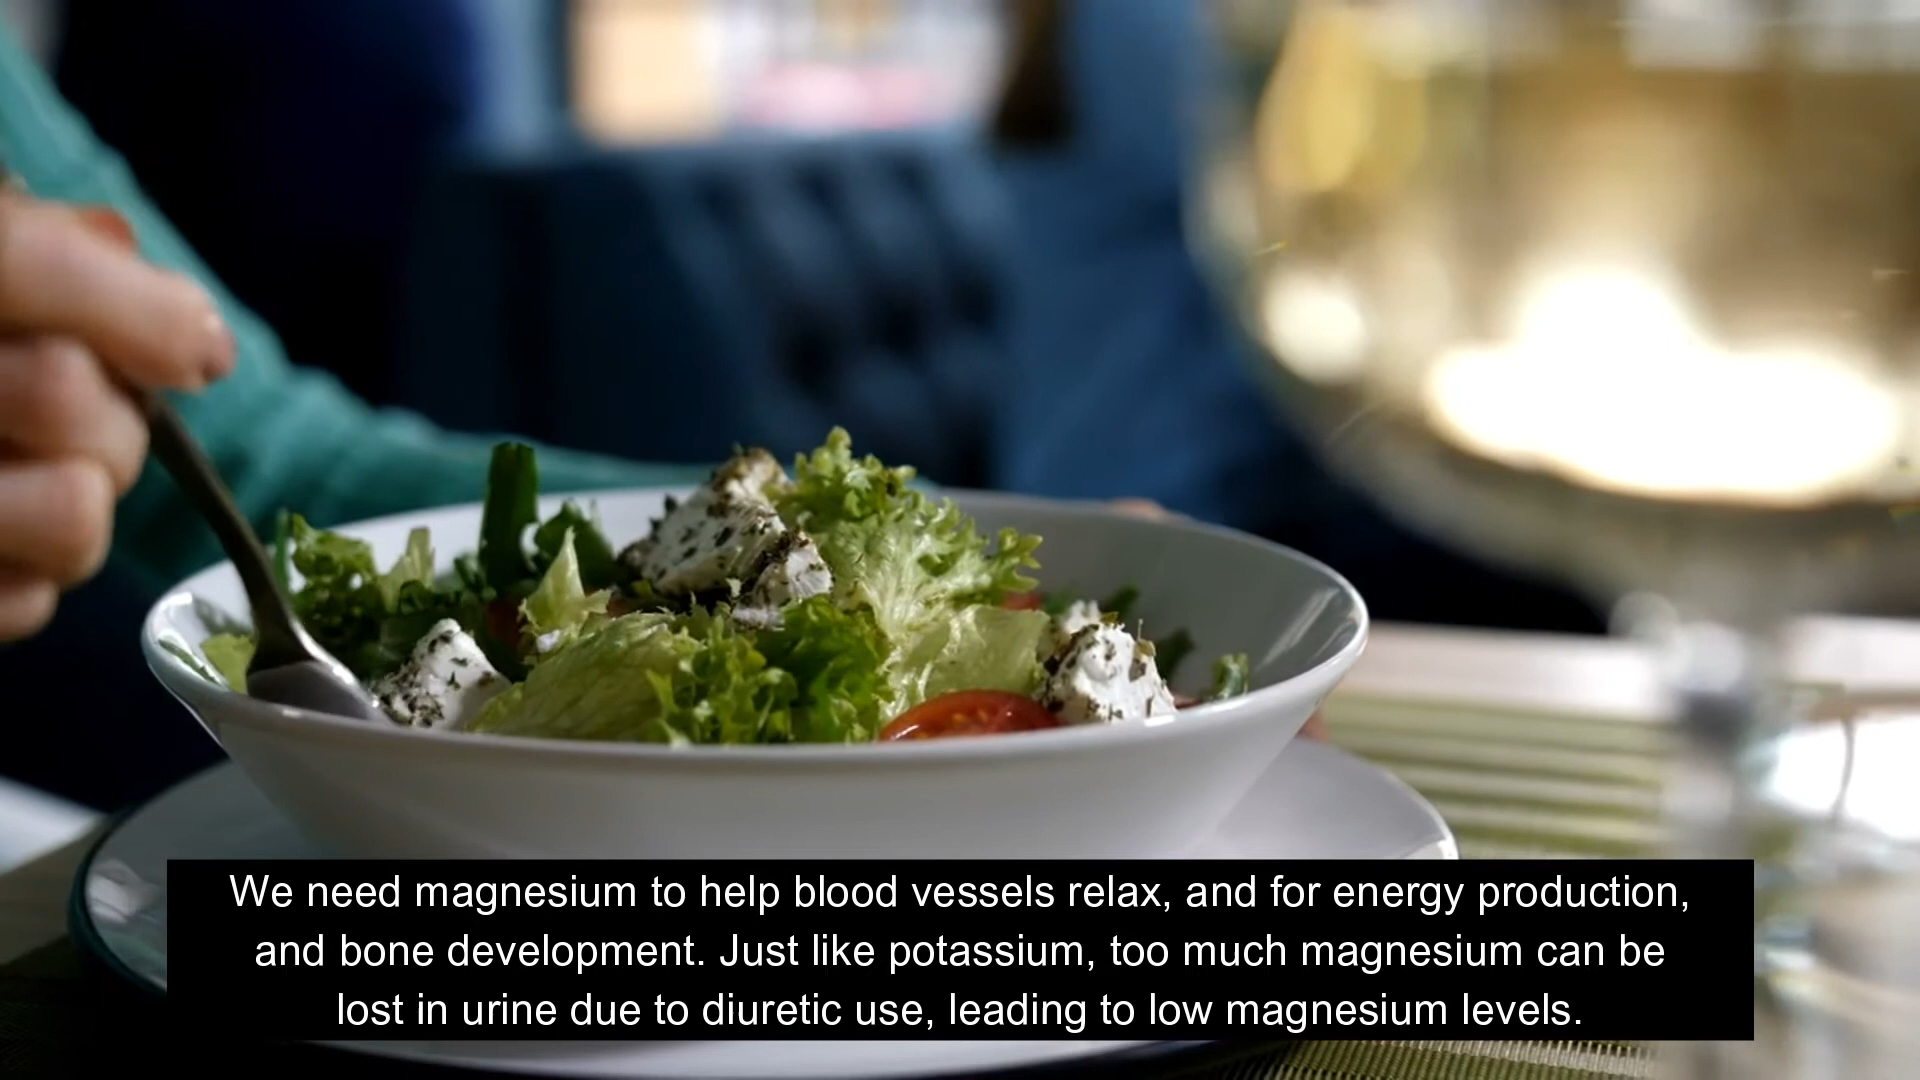 We need magnesium to help blood vessels relax, and for energy production,
and bone development. Just like potassium, too much magnesium can be
lost in urine due to diuretic use, leading to low magnesium levels.